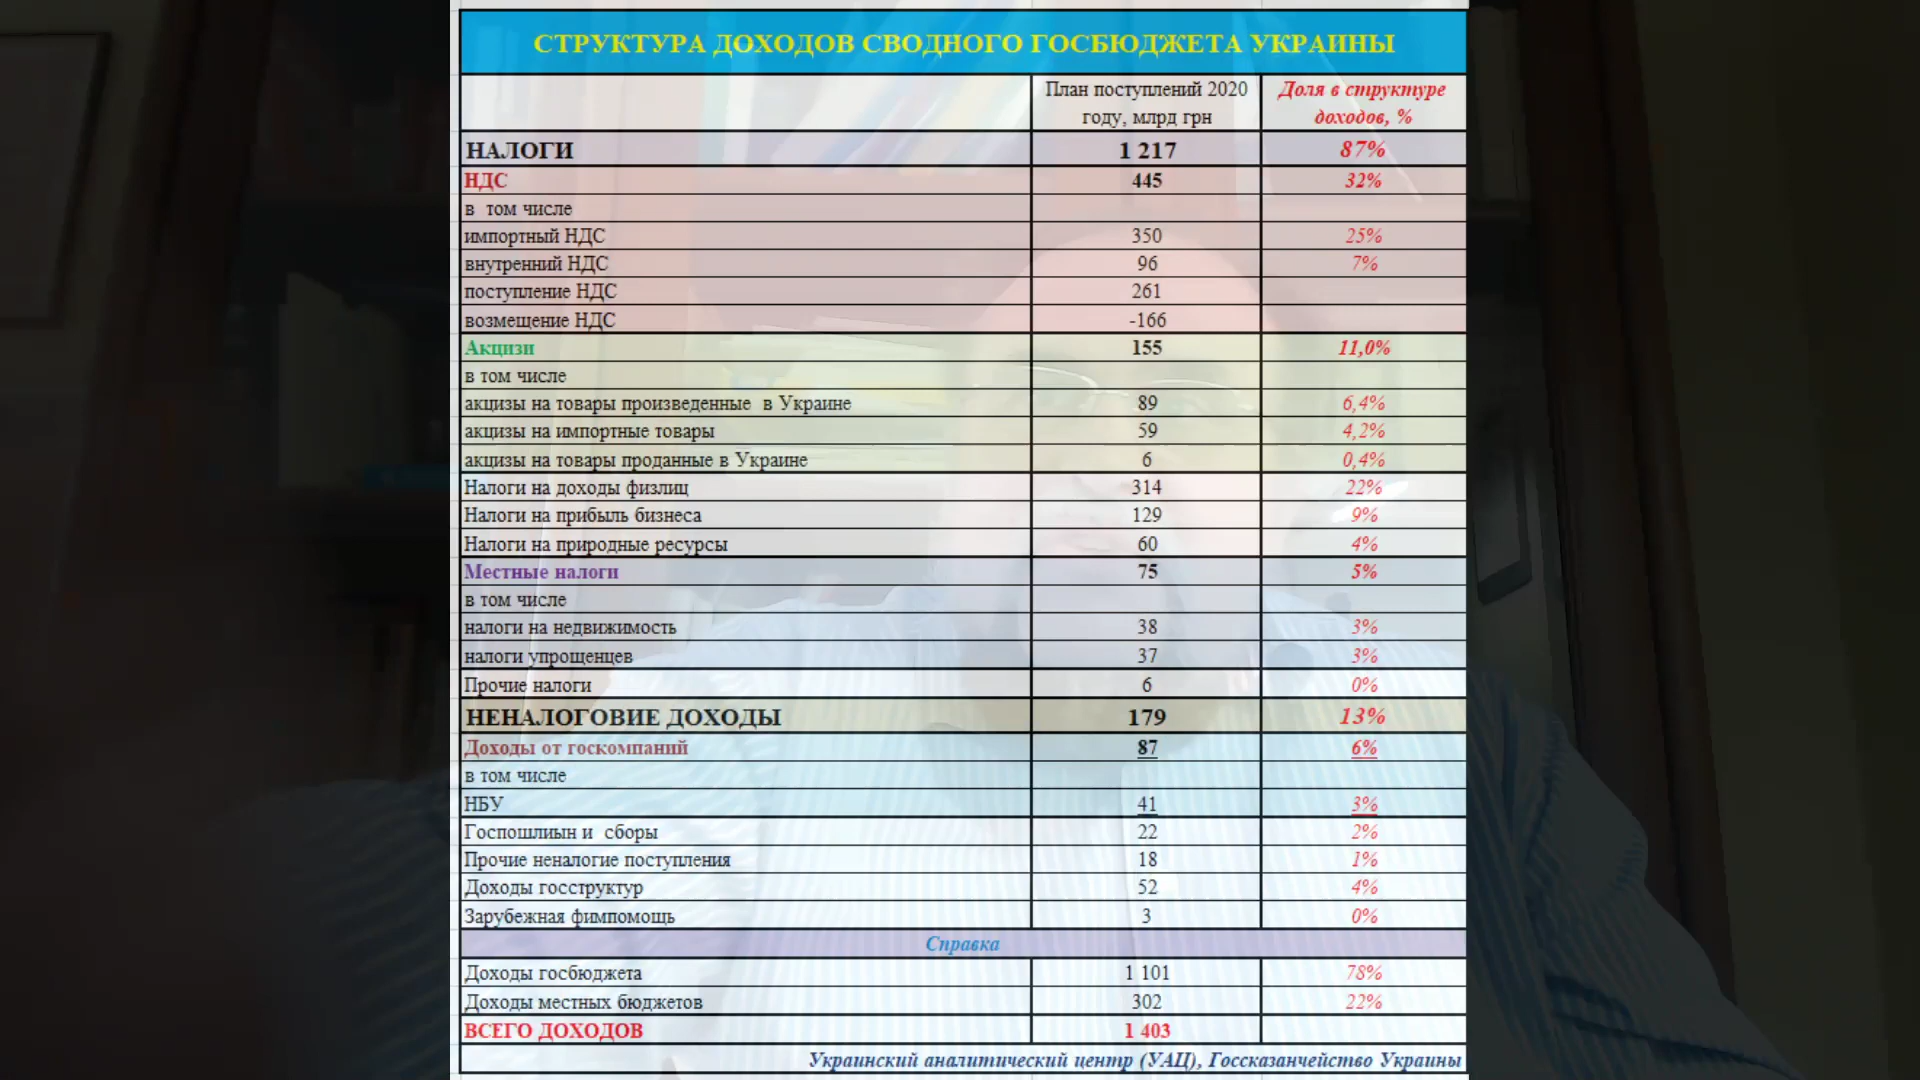 СТРУКТУРА ДОХОДОВ СВОДНОГО ГОСБЮДЖЕТА УКРАИНЫ
План поступлений 2020 году, млрд грн Доля в структуре доходов, %
НАЛОГИ 1 217 87%
НДС 445 32%
в том числе
импортный НДС 350 25%
внутренний НДС 96 7%
поступление НДС 261
возмещение НДС -166
Акцизи 155 11,0%
в том числе
акцизы на товары произведенные в Украине 89 6,4%
акцизы на импортные товары 59 4,2%
акцизы на товары проданные в Украине 6 0,4%
Налоги на доходы физлиц 314 22%
Налоги на прибыль бизнеса 129 9%
Налоги на природные ресурсы 60 4%
Местные налоги 75 5%
в том числе
налоги на недвижимость 38 3%
налоги упрощенцев 37 3%
Прочие налоги 6 0%
НЕНАЛОГОВИЕ ДОХОДЫ 179 13%
Доходы от госкомпаний 87 6%
в том числе
НБУ 41 3%
Госпошлиын и сборы 22 2%
Прочие неналогие поступления 18 1%
Доходы госструктур 52 4%
Зарубежная фимпомощь 3 0%
Справка
Доходы госбюджета 1 101 78%
Доходы местных бюджетов 302 22%
ВСЕГО ДОХОДОВ 1 403
Украинский аналитический центр (УАЦ), Госсказанчейство Украины